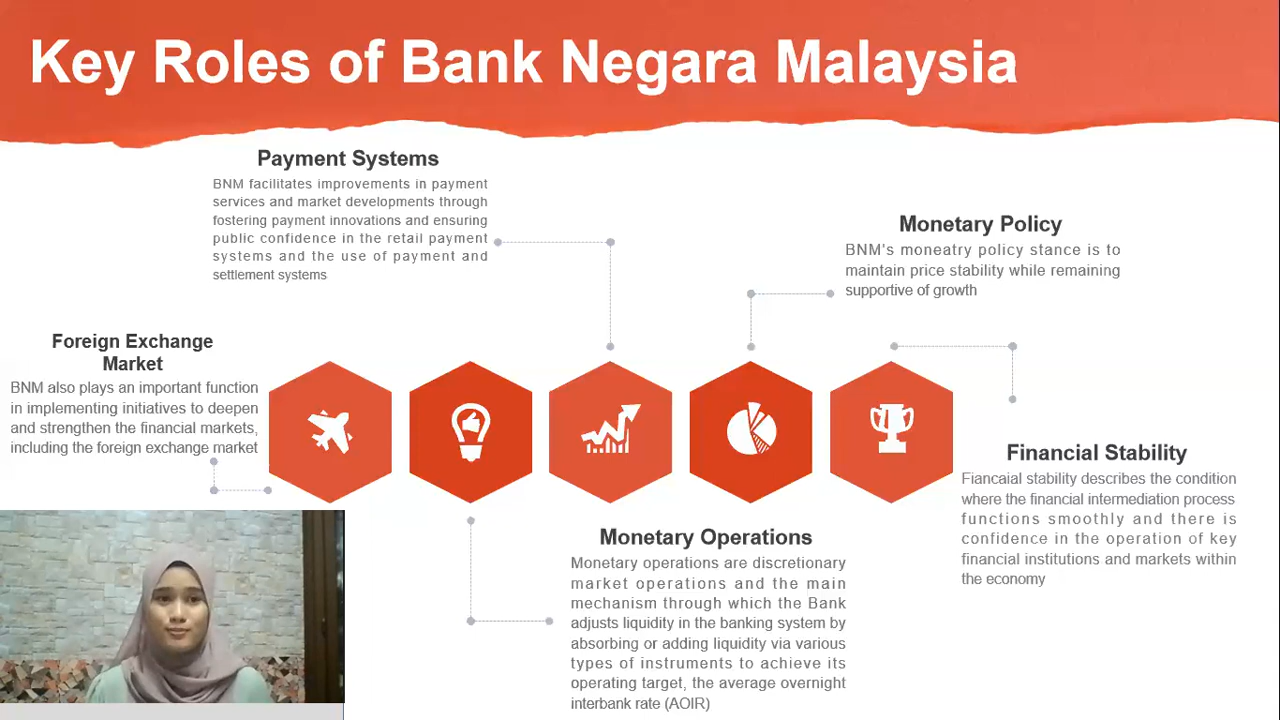 Key Roles of Bank Negara Malaysia
Payment Systems
BNM facilitates improvements in payment
services and market developments through
fostering payment innovations and ensuring
public confidence in the retail payment
systems and the use of payment and
settlement systems
Monetary Policy
BNM's moneatry policy stance is to
maintain price stability while remaining
supportive of growth
Foreign Exchange
Market
BNM also plays an important function
in implementing initiatives to deepen
and strengthen the financial markets,
including the foreign exchange market
Financial Stability
Fiancaial stability describes the condition
where the financial intermediation process
functions smoothly and there is
confidence in the operation of key
financial institutions and markets within
the economy
Monetary Operations
Monetary operations are discretionary
market operations and the main
mechanism through which the Bank
adjusts liquidity in the banking system by
absorbing or adding liquidity via various
types of instruments to achieve its
operating target, the average overnight
interbank rate (AOIR)